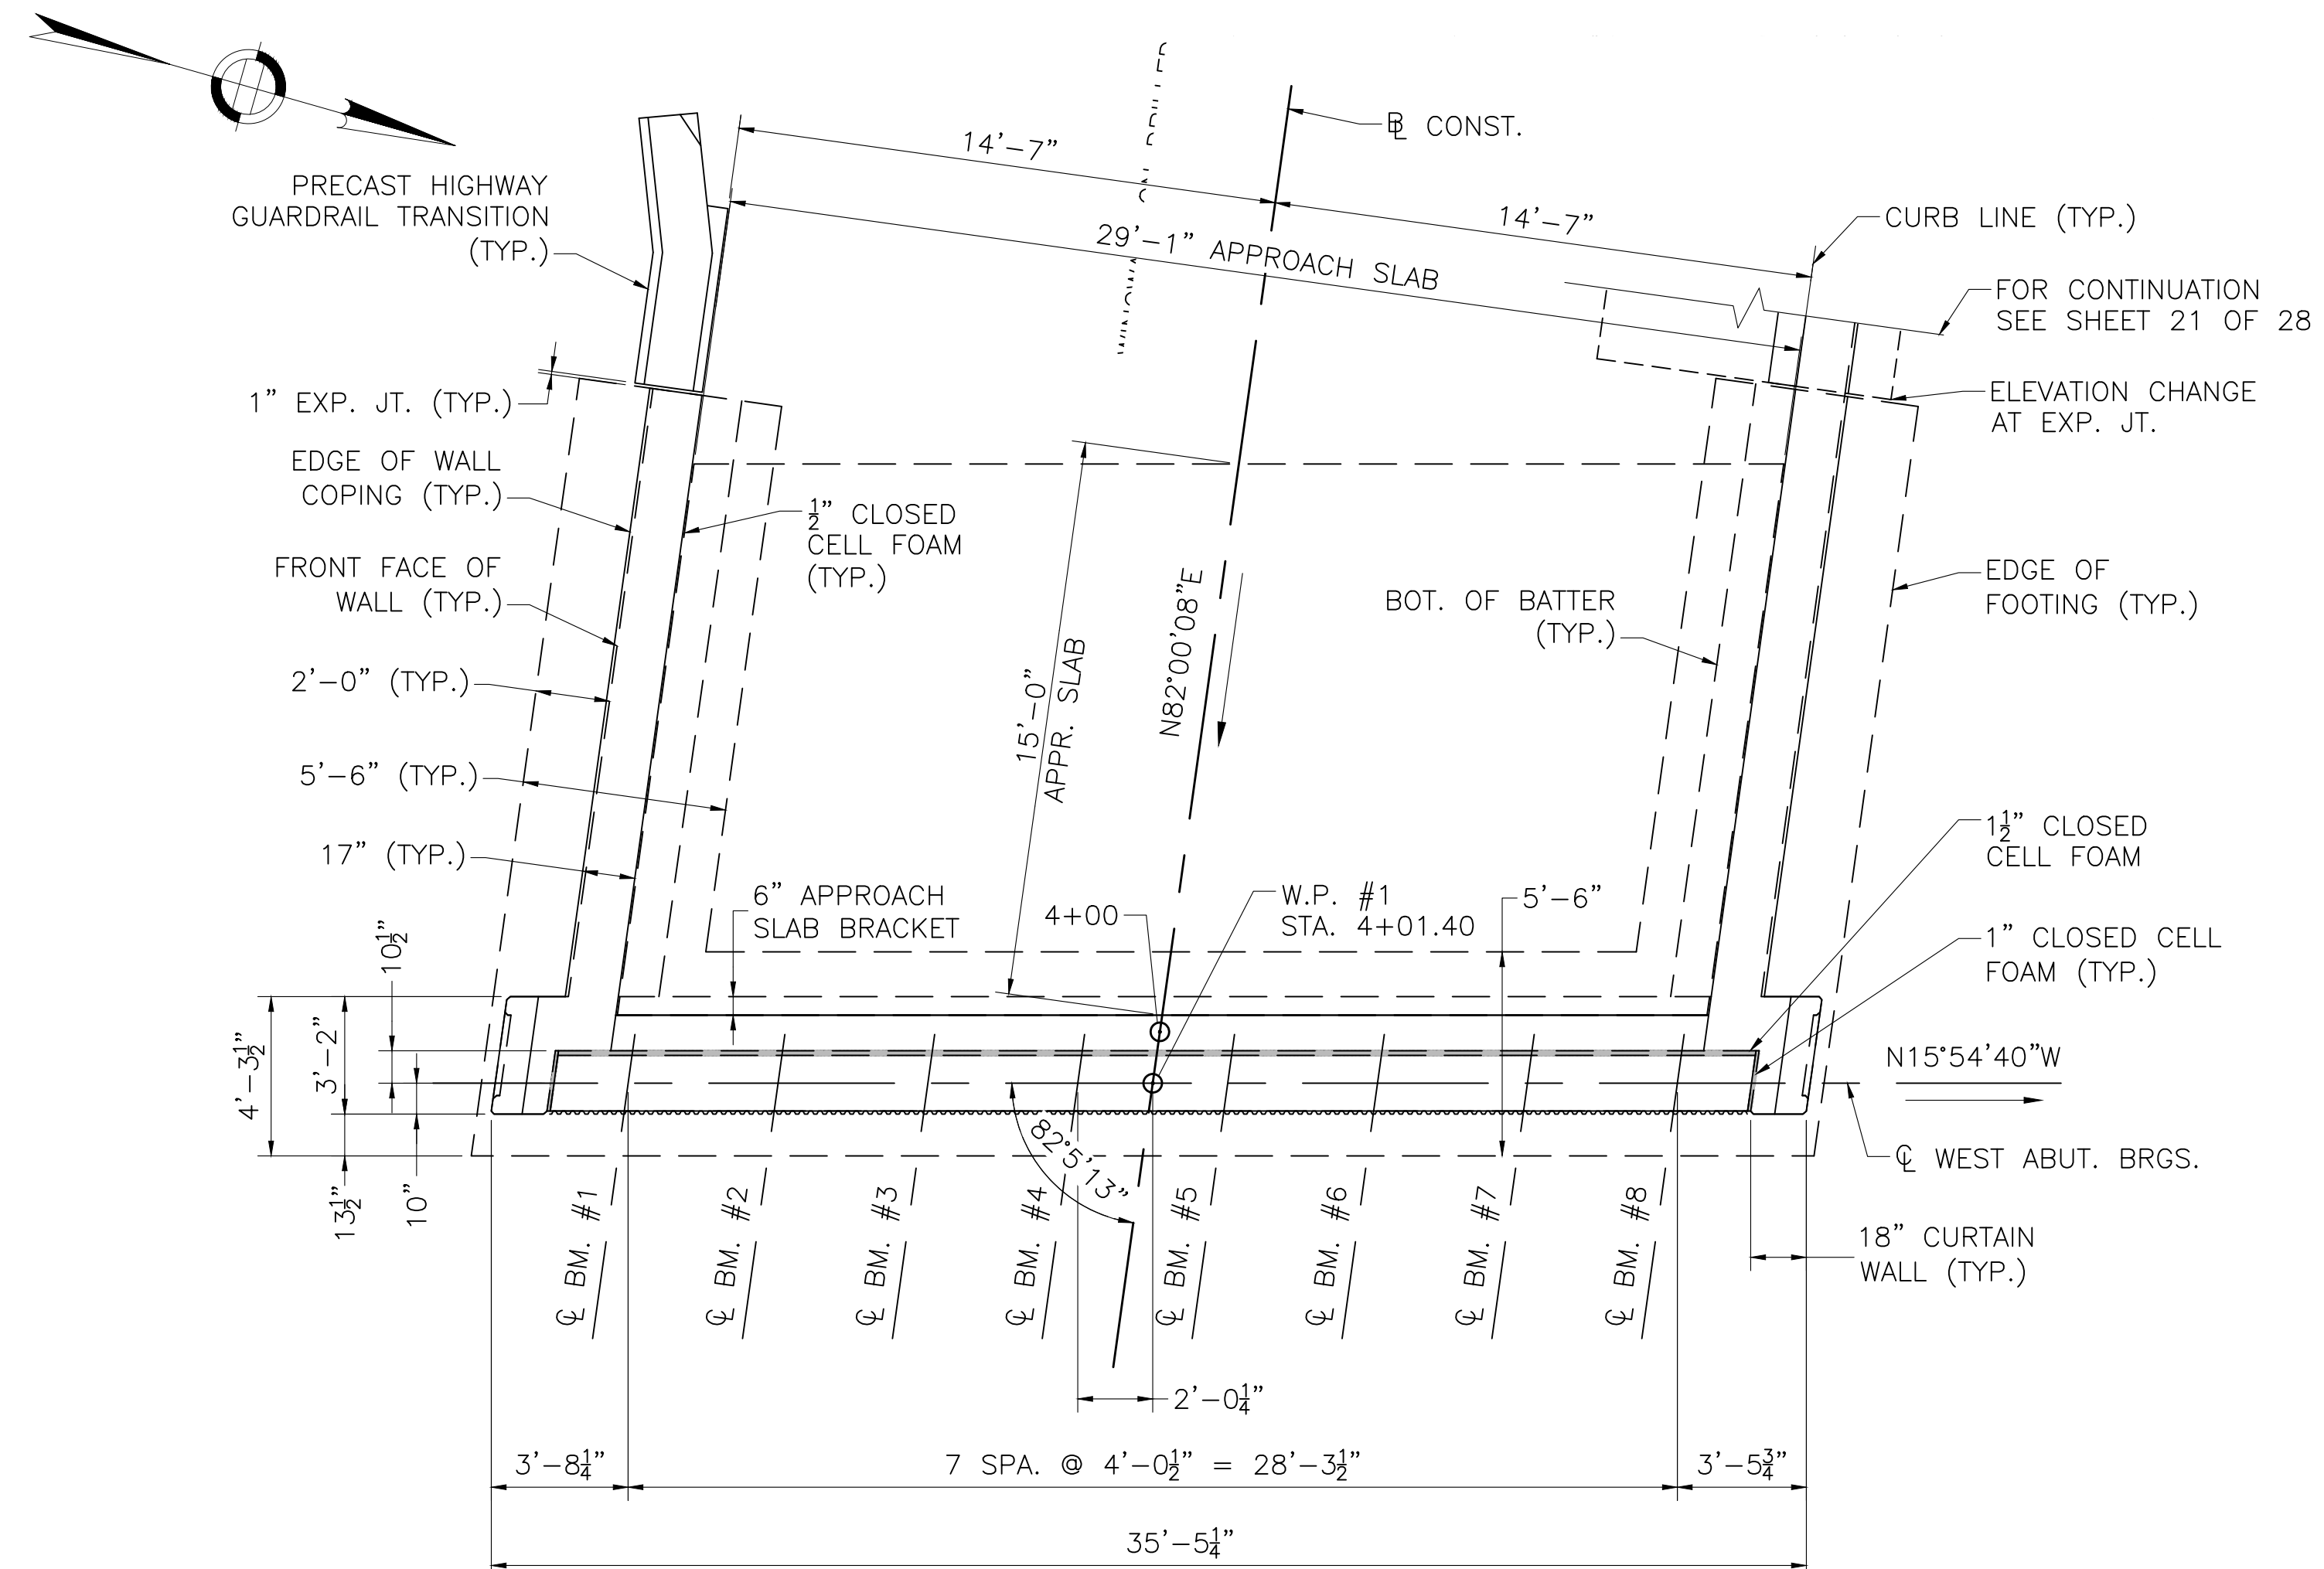 14'-7"
℄ CONST.
PRECAST HIGHWAY
GUARDRAIL TRANSITION
(TYP.)
14'-7"
CURB LINE (TYP.)
29'-1" APPROACH SLAB
FOR CONTINUATION
SEE SHEET 21 OF 28
1" EXP. JT. (TYP.)
ELEVATION CHANGE
AT EXP. JT.
EDGE OF WALL
COPING (TYP.)
½" CLOSED
CELL FOAM
(TYP.)
FRONT FACE OF
WALL (TYP.)
N82°00'08"E
BOT. OF BATTER
(TYP.)
EDGE OF
FOOTING (TYP.)
2'-0" (TYP.)
15'-0"
APPR. SLAB
5'-6" (TYP.)
17" (TYP.)
1½" CLOSED
CELL FOAM
6" APPROACH
SLAB BRACKET
4+00
W.P. #1
STA. 4+01.40
5'-6"
1" CLOSED CELL
FOAM (TYP.)
10½"
4'-3½"
3'-2"
N15°54'40"W
13½"
10"
82°5'13"
℄ WEST ABUT. BRGS.
℄ BM. #1
℄ BM. #2
℄ BM. #3
℄ BM. #4
℄ BM. #5
℄ BM. #6
℄ BM. #7
℄ BM. #8
18" CURTAIN
WALL (TYP.)
2'-0¼"
3'-8¼"
7 SPA. @ 4'-0½" = 28'-3½"
3'-5¾"
35'-5¼"